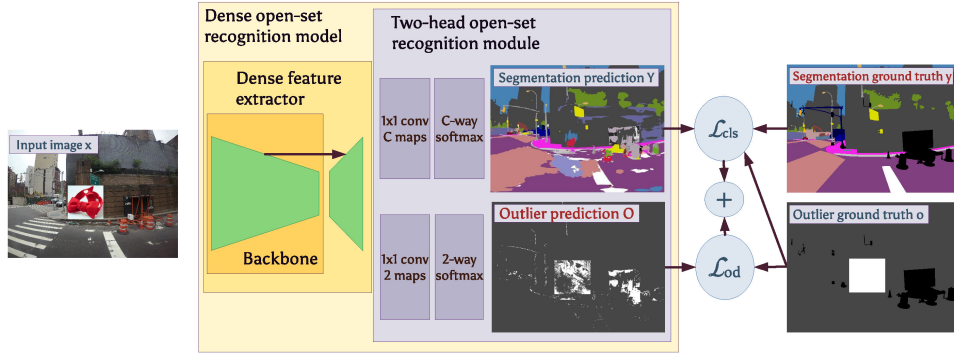 Dense open-set
recognition model
Two-head open-set
recognition module
Dense feature
extractor
Backbone
Input image x
1x1 conv
C maps
C-way
softmax
Segmentation prediction Y
1x1 conv
2 maps
2-way
softmax
Outlier prediction O
ℒcls
+
ℒod
Segmentation ground truth y
Outlier ground truth o